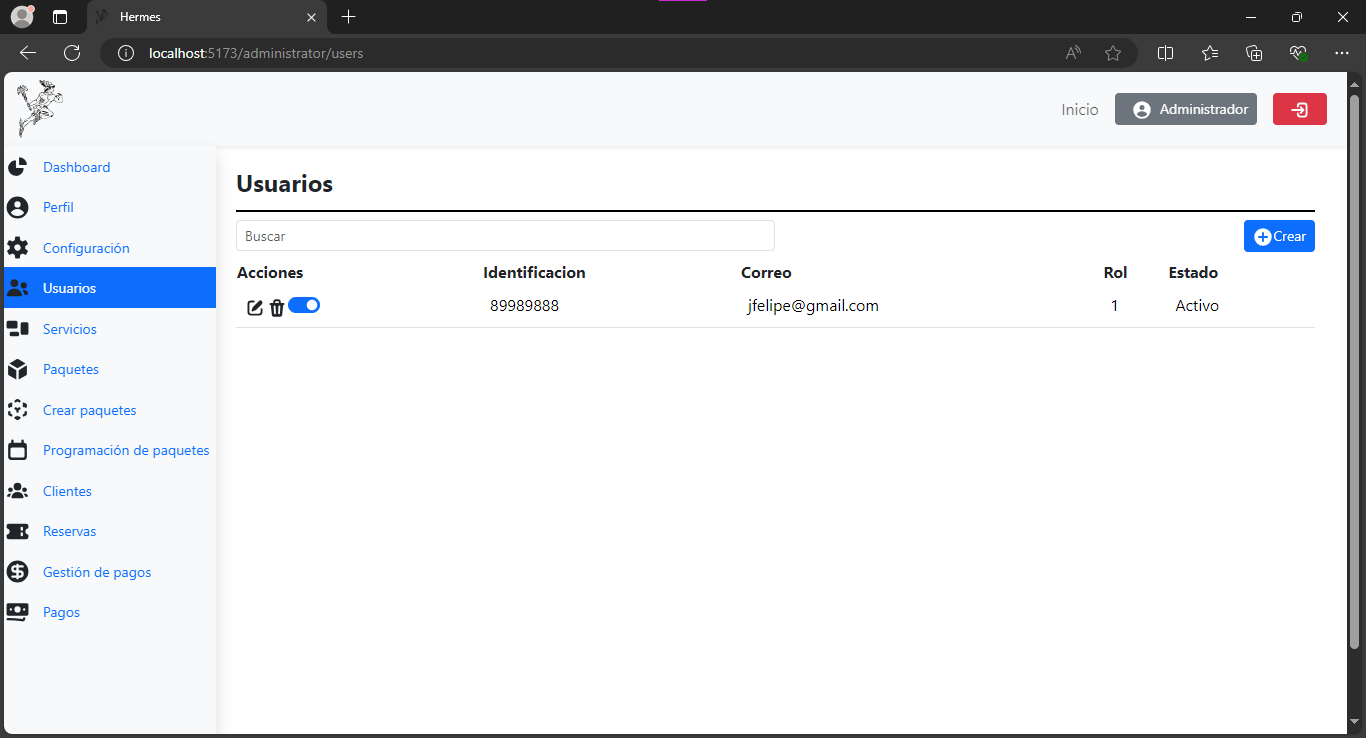 Hermes
localhost:5173/administrator/users
Inicio
Administrador
Dashboard
Perfil
Configuración
Usuarios
Servicios
Paquetes
Crear paquetes
Programación de paquetes
Clientes
Reservas
Gestión de pagos
Pagos
Usuarios
Buscar
Crear
Acciones Identificacion Correo Rol Estado
89989888 jfelipe@gmail.com 1 Activo